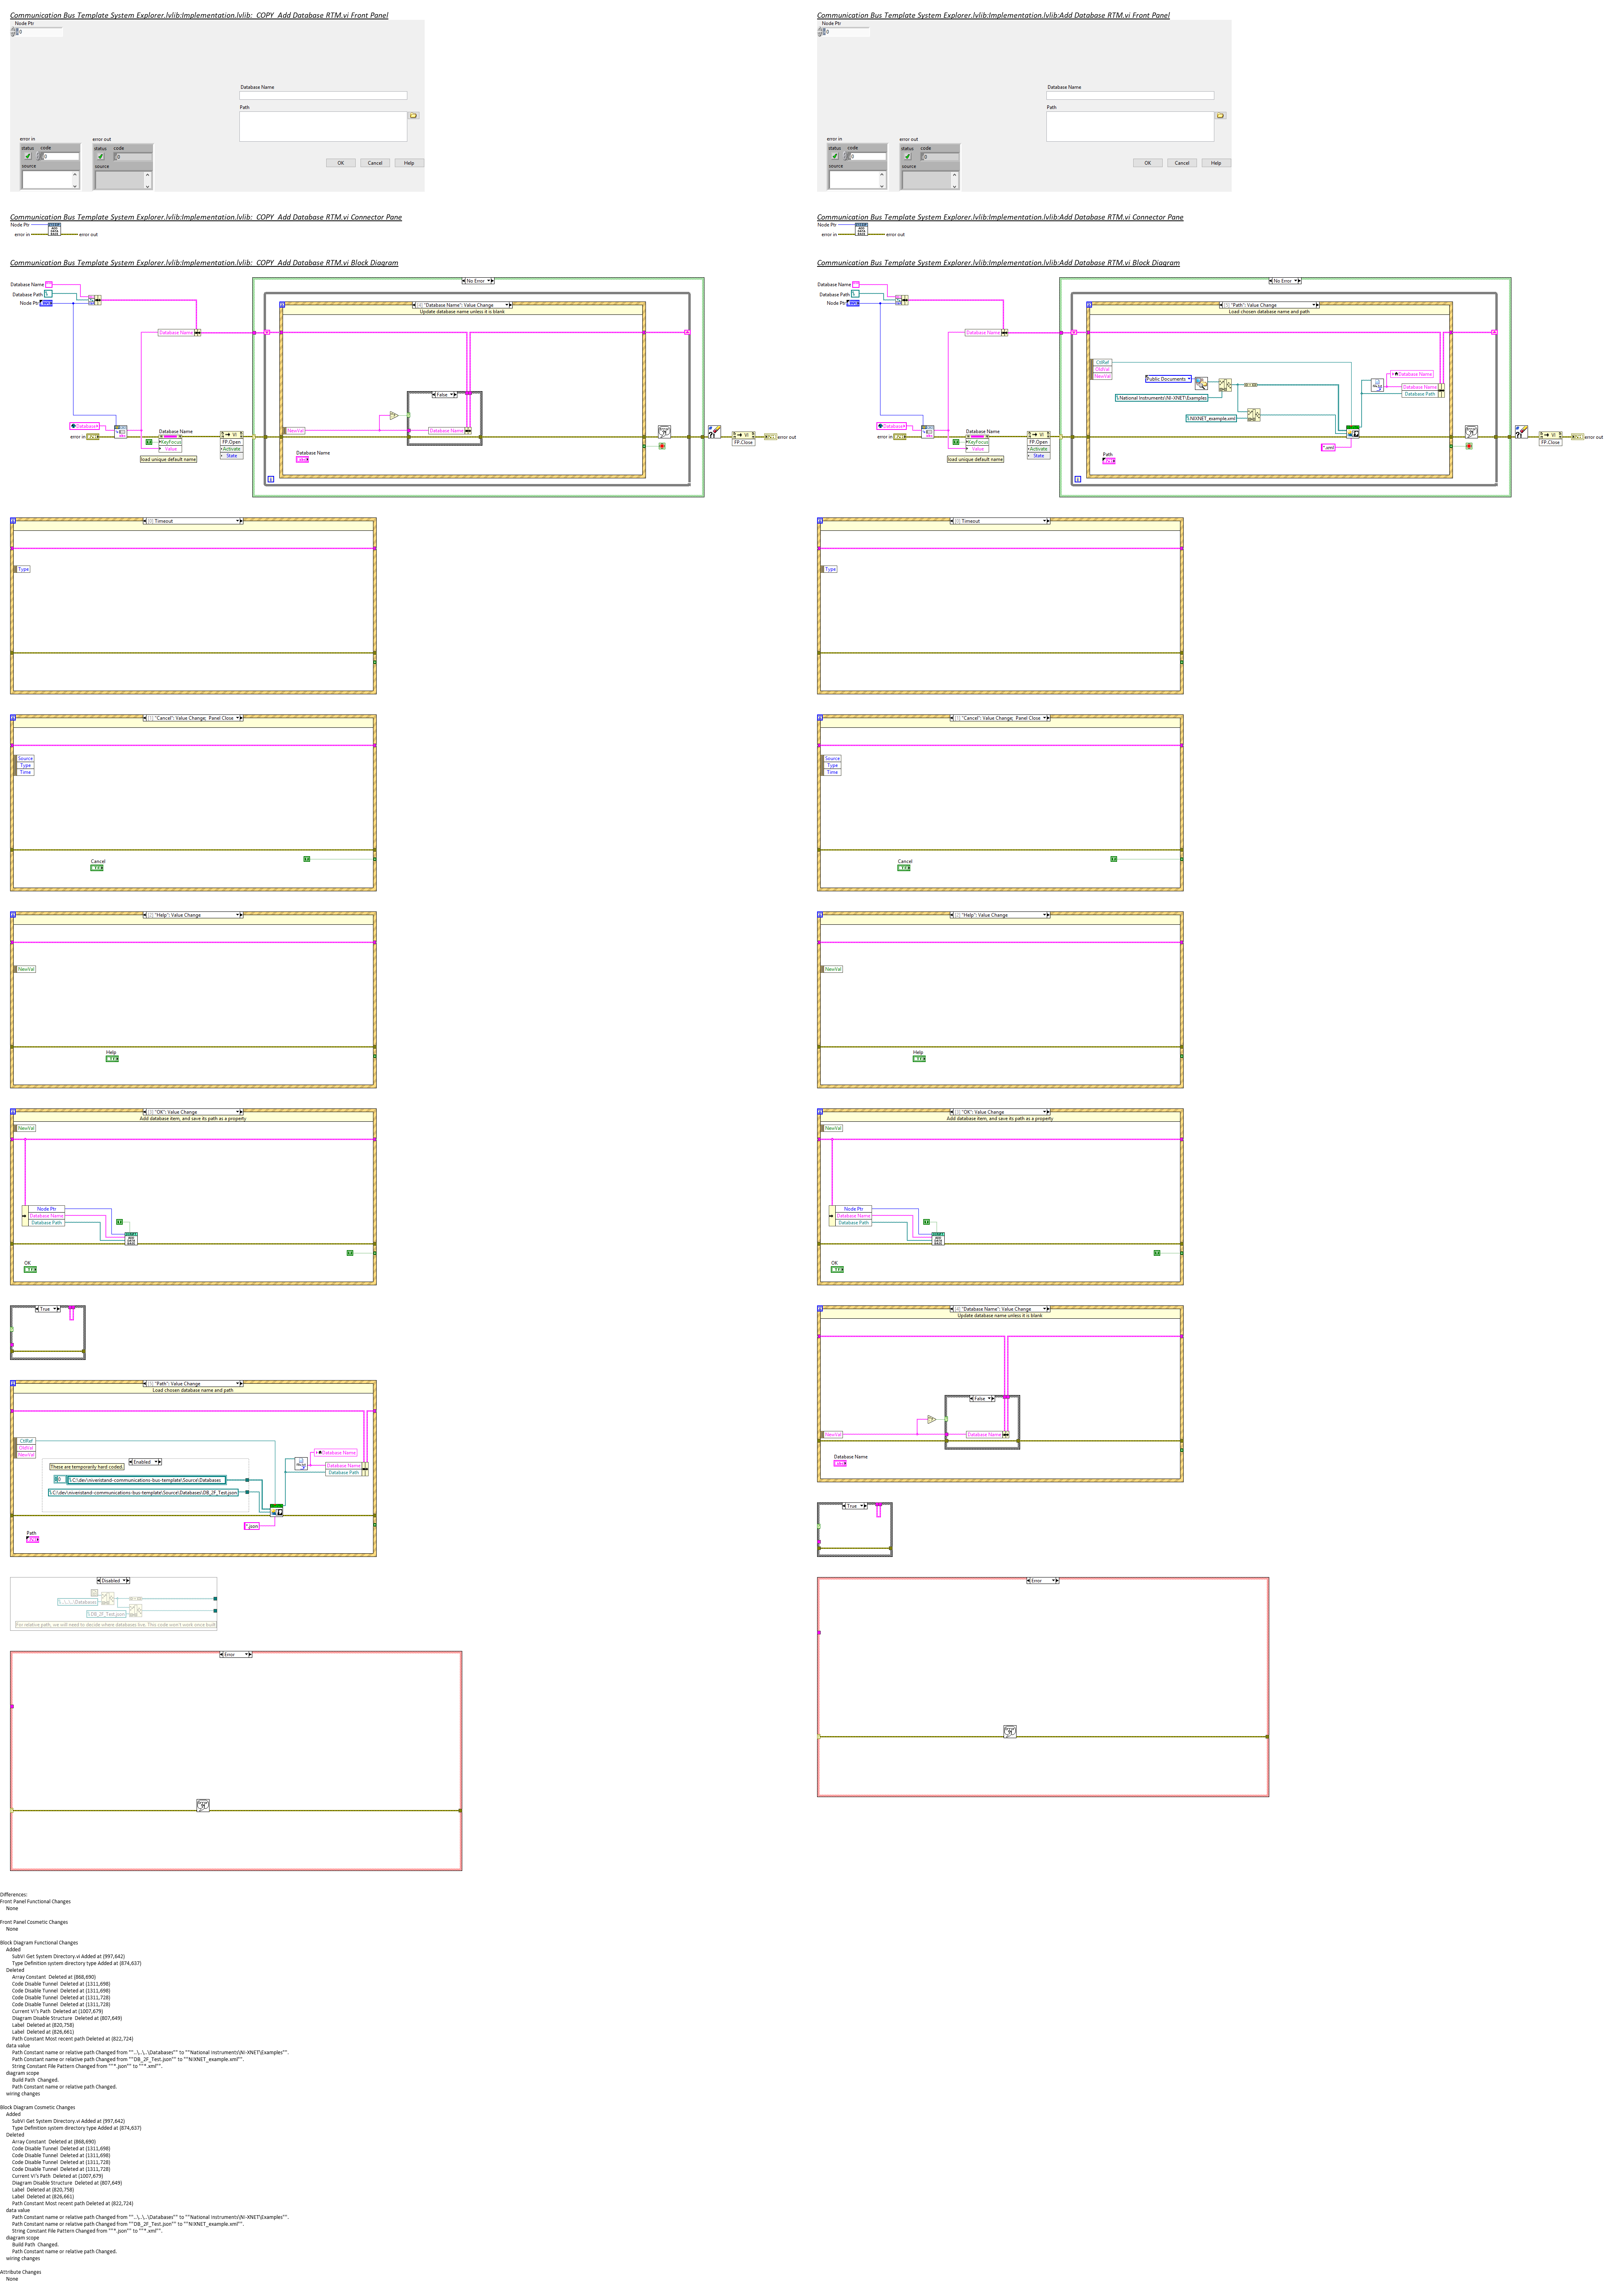 Communication Bus Template System Explorer.lvlib:Implementation.lvlib:_COPY_Add Database RTM.vi Front Panel
Node Ptr
0
Database Name
Path
error in
status code
0
source
error out
status code
0
source
OK Cancel Help
Communication Bus Template System Explorer.lvlib:Implementation.lvlib:_COPY_Add Database RTM.vi Connector Pane
Node Ptr
error in
error out
Communication Bus Template System Explorer.lvlib:Implementation.lvlib:_COPY_Add Database RTM.vi Block Diagram
Database Name
Database Path
Node Ptr
Database Name
No Error
[4] "Database Name": Value Change
Update database name unless it is blank
False
NewVal
Database Name
Database Name
Database
error in
Database Name
KeyFocus
Value
load unique default name
VI
FP.Open
Activate
State
VI
FP.Close
error out
[0] Timeout
Type
[1] "Cancel": Value Change; Panel Close
Source
Type
Time
Cancel
[2] "Help": Value Change
NewVal
Help
[3] "OK": Value Change
Add database item, and save its path as a property
NewVal
Node Ptr
Database Name
Database Path
OK
True
[5] "Path": Value Change
Load chosen database name and path
CtlRef
OldVal
NewVal
These are temporarily hard coded.
Enabled
C:\dev\niveristand-communications-bus-template\Source\Databases
C:\dev\niveristand-communications-bus-template\Source\Databases\DB_2F_Test.json
Database Name
Database Name
Database Path
*.json
Path
Disabled
..\..\..\Databases
DB_2F_Test.json
For relative path, we will need to decide where databases live. This code won't work once built
Error
Communication Bus Template System Explorer.lvlib:Implementation.lvlib:Add Database RTM.vi Front Panel
Node Ptr
0
Database Name
Path
error in
status code
0
source
error out
status code
0
source
OK Cancel Help
Communication Bus Template System Explorer.lvlib:Implementation.lvlib:Add Database RTM.vi Connector Pane
Node Ptr
error in
error out
Communication Bus Template System Explorer.lvlib:Implementation.lvlib:Add Database RTM.vi Block Diagram
Database Name
Database Path
Node Ptr
Database Name
No Error
[5] "Path": Value Change
Load chosen database name and path
CtlRef
OldVal
NewVal
Public Documents
National Instruments\NI-XNET\Examples
NIXNET_example.xml
Database Name
Database Name
Database Path
*.xml
Path
Database
error in
Database Name
KeyFocus
Value
load unique default name
VI
FP.Open
Activate
State
VI
FP.Close
error out
[0] Timeout
Type
[1] "Cancel": Value Change; Panel Close
Source
Type
Time
Cancel
[2] "Help": Value Change
NewVal
Help
[3] "OK": Value Change
Add database item, and save its path as a property
NewVal
Node Ptr
Database Name
Database Path
OK
[4] "Database Name": Value Change
Update database name unless it is blank
False
NewVal
Database Name
Database Name
True
Error
Differences:
Front Panel Functional Changes
None
Front Panel Cosmetic Changes
None
Block Diagram Functional Changes
Added
SubVI Get System Directory.vi Added at (997,642)
Type Definition system directory type Added at (874,637)
Deleted
Array Constant  Deleted at (868,690)
Code Disable Tunnel  Deleted at (1311,698)
Code Disable Tunnel  Deleted at (1311,698)
Code Disable Tunnel  Deleted at (1311,728)
Code Disable Tunnel  Deleted at (1311,728)
Current VI's Path  Deleted at (1007,679)
Diagram Disable Structure  Deleted at (807,649)
Label  Deleted at (820,758)
Label  Deleted at (826,661)
Path Constant Most recent path Deleted at (822,724)
data value
Path Constant name or relative path Changed from ""..\..\..\Databases"" to ""National Instruments\NI-XNET\Examples"".
Path Constant name or relative path Changed from ""DB_2F_Test.json"" to ""NIXNET_example.xml"".
String Constant File Pattern Changed from ""*.json"" to ""*.xml"".
diagram scope
Build Path  Changed.
Path Constant name or relative path Changed.
wiring changes
Block Diagram Cosmetic Changes
Added
SubVI Get System Directory.vi Added at (997,642)
Type Definition system directory type Added at (874,637)
Deleted
Array Constant  Deleted at (868,690)
Code Disable Tunnel  Deleted at (1311,698)
Code Disable Tunnel  Deleted at (1311,698)
Code Disable Tunnel  Deleted at (1311,728)
Code Disable Tunnel  Deleted at (1311,728)
Current VI's Path  Deleted at (1007,679)
Diagram Disable Structure  Deleted at (807,649)
Label  Deleted at (820,758)
Label  Deleted at (826,661)
Path Constant Most recent path Deleted at (822,724)
data value
Path Constant name or relative path Changed from ""..\..\..\Databases"" to ""National Instruments\NI-XNET\Examples"".
Path Constant name or relative path Changed from ""DB_2F_Test.json"" to ""NIXNET_example.xml"".
String Constant File Pattern Changed from ""*.json"" to ""*.xml"".
diagram scope
Build Path  Changed.
Path Constant name or relative path Changed.
wiring changes
Attribute Changes
None